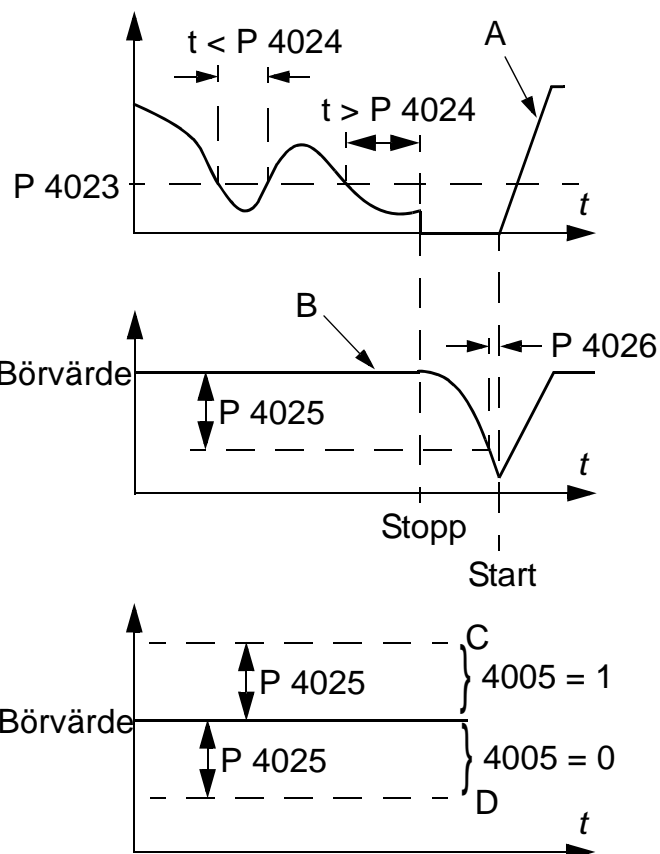 A
t < P 4024
t > P 4024
P 4023
t
B
P 4026
Börvärde
P 4025
t
Stopp
Start
C
P 4025
4005 = 1
Börvärde
P 4025
4005 = 0
D
t